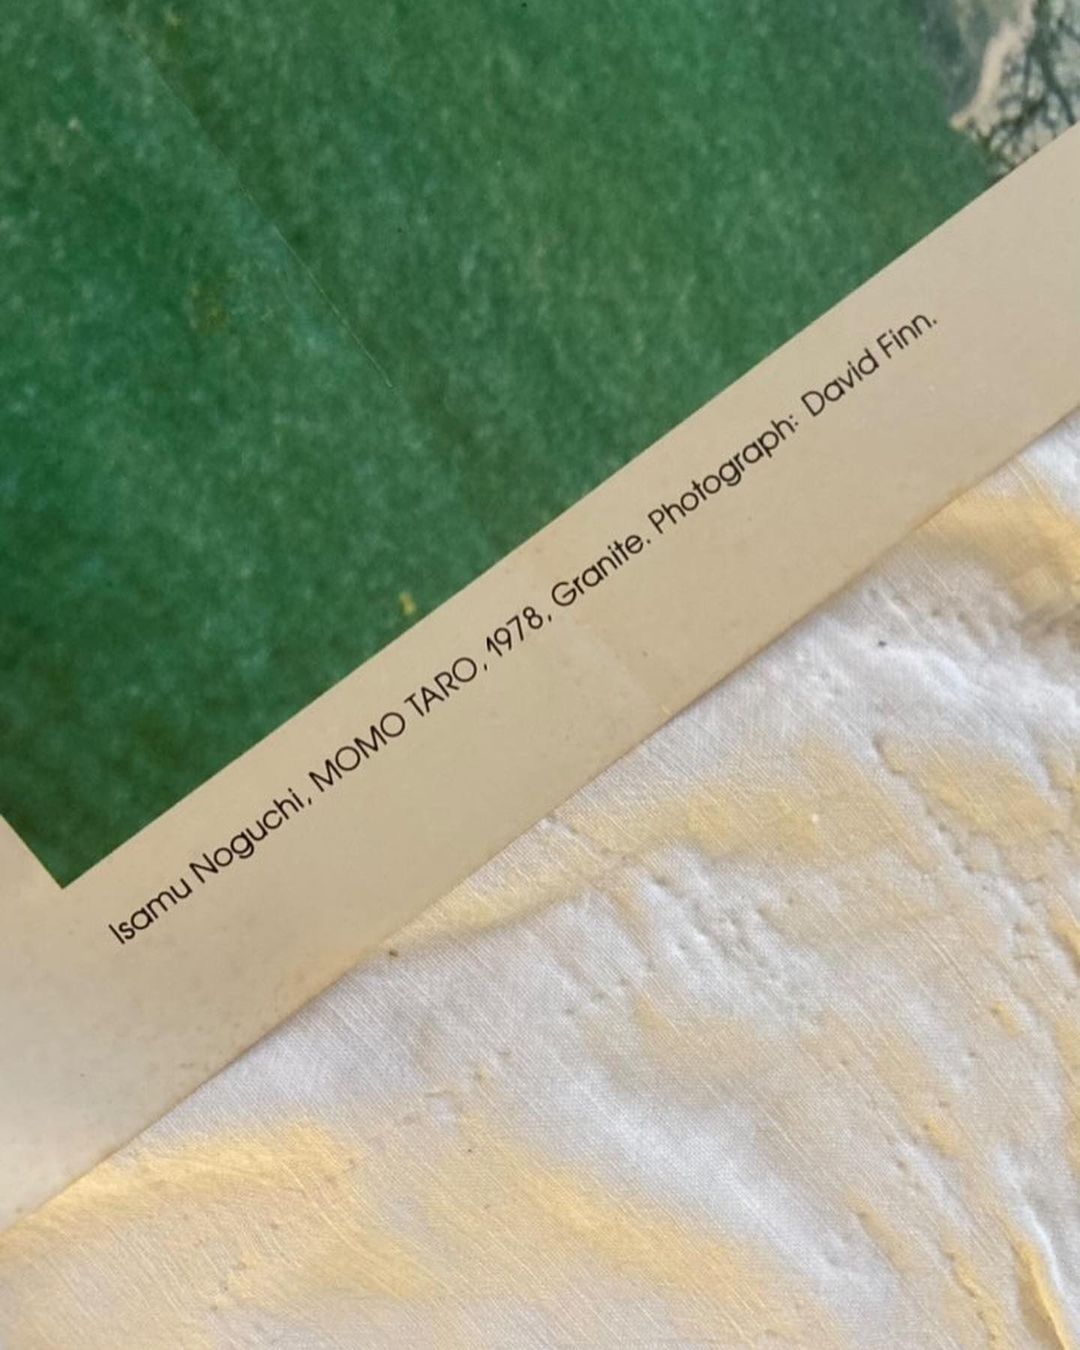 Isamu Noguchi, MOMO TARO, 1978, Granite. Photograph: David Finn.